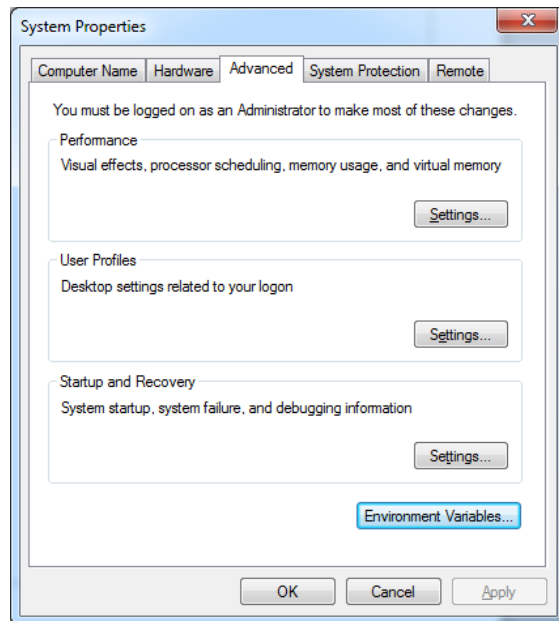 System Properties
Computer Name Hardware Advanced System Protection Remote
You must be logged on as an Administrator to make most of these changes.
Performance
Visual effects, processor scheduling, memory usage, and virtual memory
Settings...
User Profiles
Desktop settings related to your logon
Settings...
Startup and Recovery
System startup, system failure, and debugging information
Settings...
Environment Variables...
OK Cancel Apply